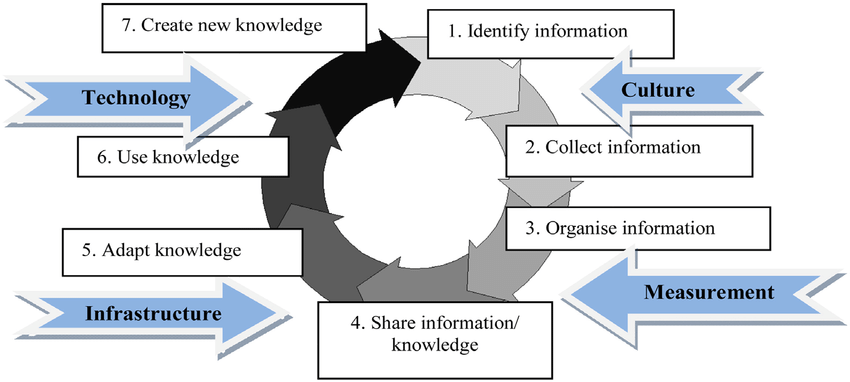 7. Create new knowledge
1. Identify information
Technology
Culture
6. Use knowledge
2. Collect information
5. Adapt knowledge
3. Organise information
Infrastructure
Measurement
4. Share information/
knowledge